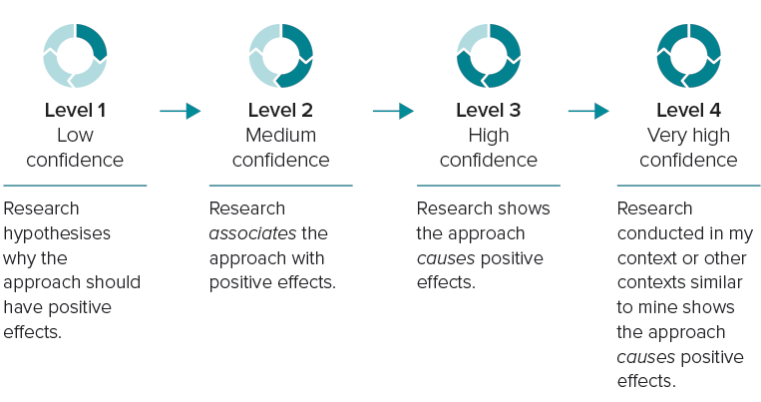 Level 1
Low
confidence
Research
hypothesises
why the
approach should
have positive
effects.
Level 2
Medium
confidence
Research
associates the
approach with
positive effects.
Level 3
High
confidence
Research shows
the approach
causes positive
effects.
Level 4
Very high
confidence
Research
conducted in my
context or other
contexts similar
to mine shows
the approach
causes positive
effects.